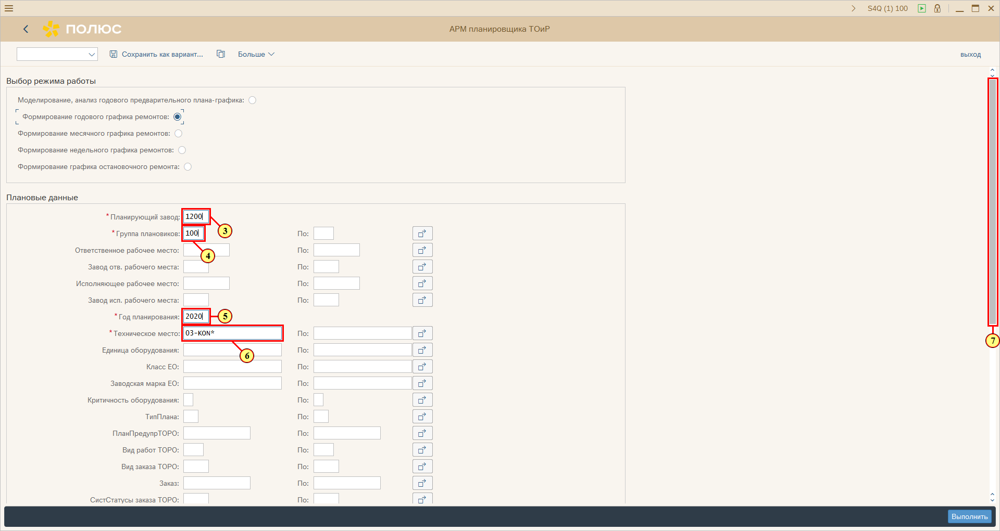 S4Q (1) 100
ПОЛЮС
АРМ планировщика ТОиР
Сохранить как вариант...
Больше
выход
Выбор режима работы
Моделирование, анализ годового предварительного плана-графика:
Формирование годового графика ремонтов:
Формирование месячного графика ремонтов:
Формирование недельного графика ремонтов:
Формирование графика остановочного ремонта:
Плановые данные
* Планирующий завод: 1200
3
* Группа плановиков: 100 По:
4
Ответственное рабочее место: По:
Завод отв. рабочего места: По:
Исполняющее рабочее место: По:
Завод исп. рабочего места: По:
* Год планирования: 2020
5
* Техническое место: 03-KON* По:
7
Единица оборудования: По:
6
Класс ЕО: По:
Заводская марка ЕО: По:
Критичность оборудования: По:
ТипПлана: По:
ПланПредупрТОРО: По:
Вид работ ТОРО: По:
Вид заказа ТОРО: По:
Заказ: По:
СистСтатусы заказа ТОРО: По:
Выполнить